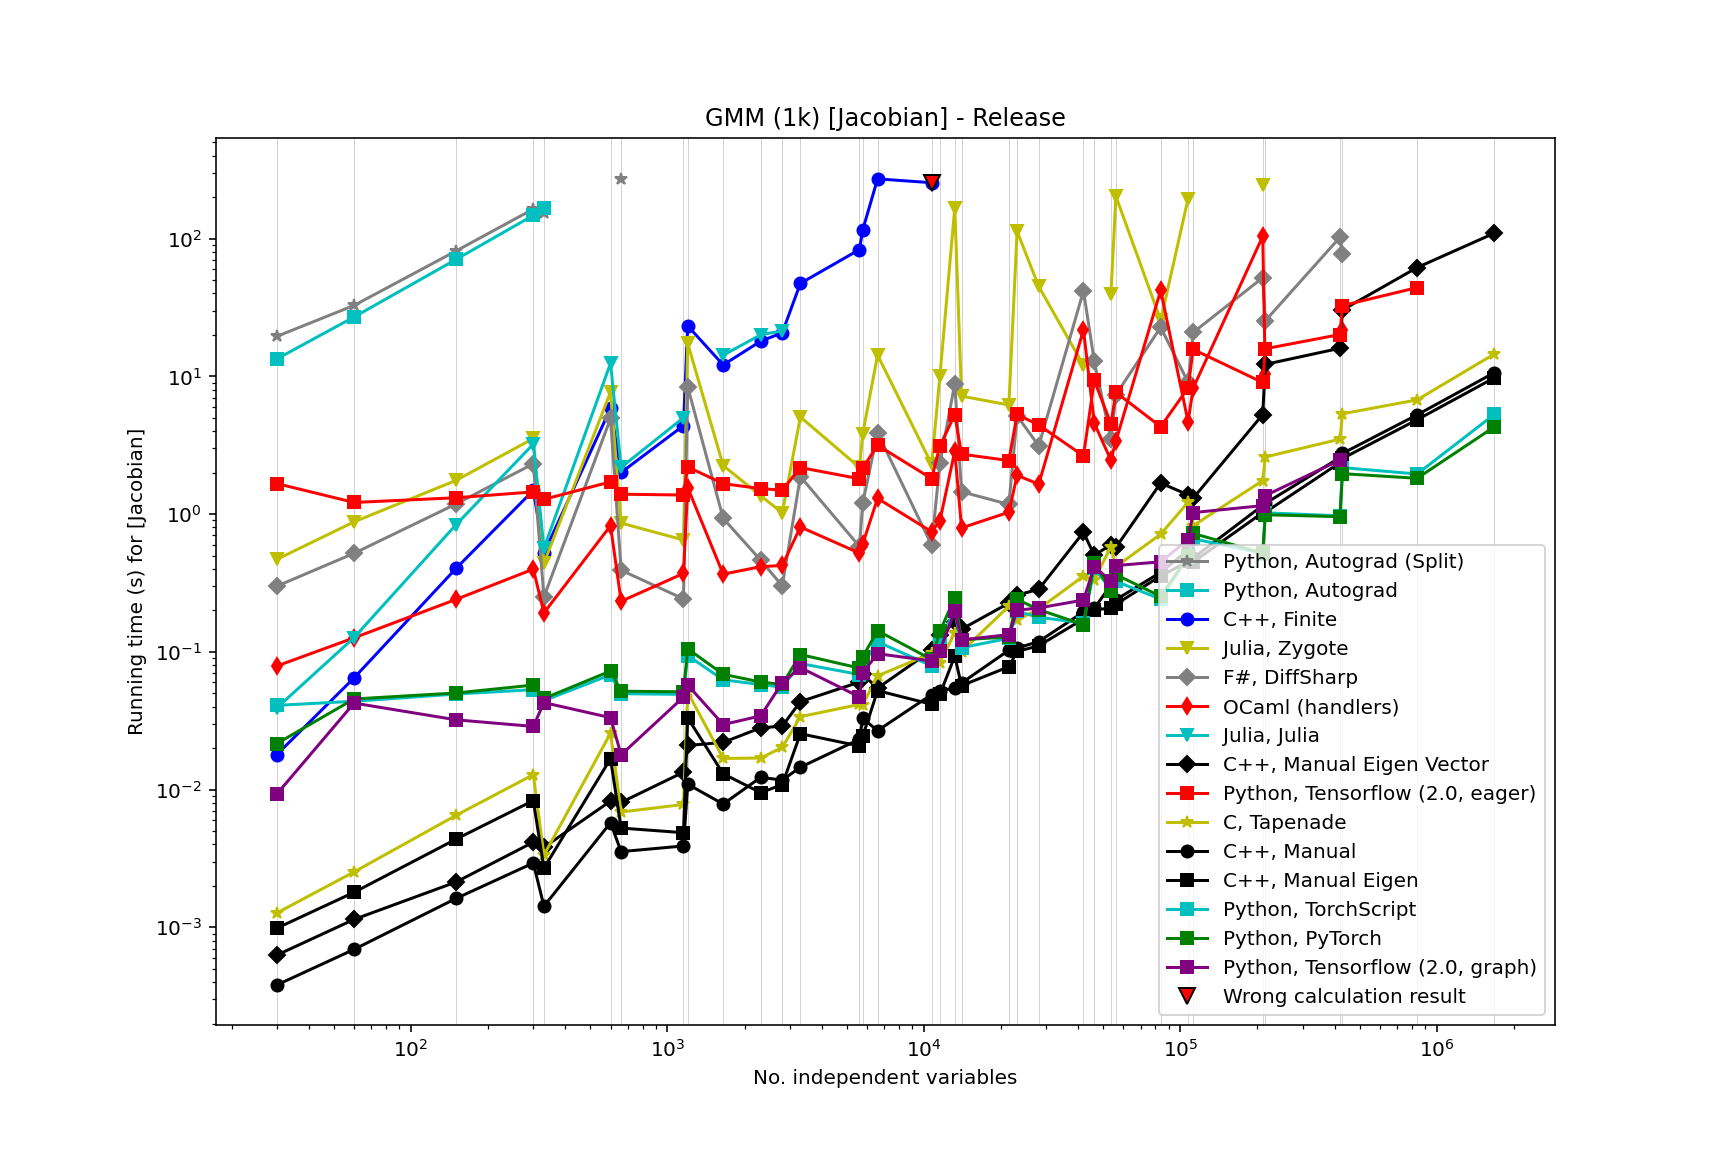 GMM (1k) [Jacobian] - Release
Running time (s) for [Jacobian]
10²
10¹
10⁰
10⁻¹
10⁻²
10⁻³
Python, Autograd (Split)
Python, Autograd
C++, Finite
Julia, Zygote
F#, DiffSharp
OCaml (handlers)
Julia, Julia
C++, Manual Eigen Vector
Python, Tensorflow (2.0, eager)
C, Tapenade
C++, Manual
C++, Manual Eigen
Python, TorchScript
Python, PyTorch
Python, Tensorflow (2.0, graph)
Wrong calculation result
10² 10³ 10⁴ 10⁵ 10⁶
No. independent variables